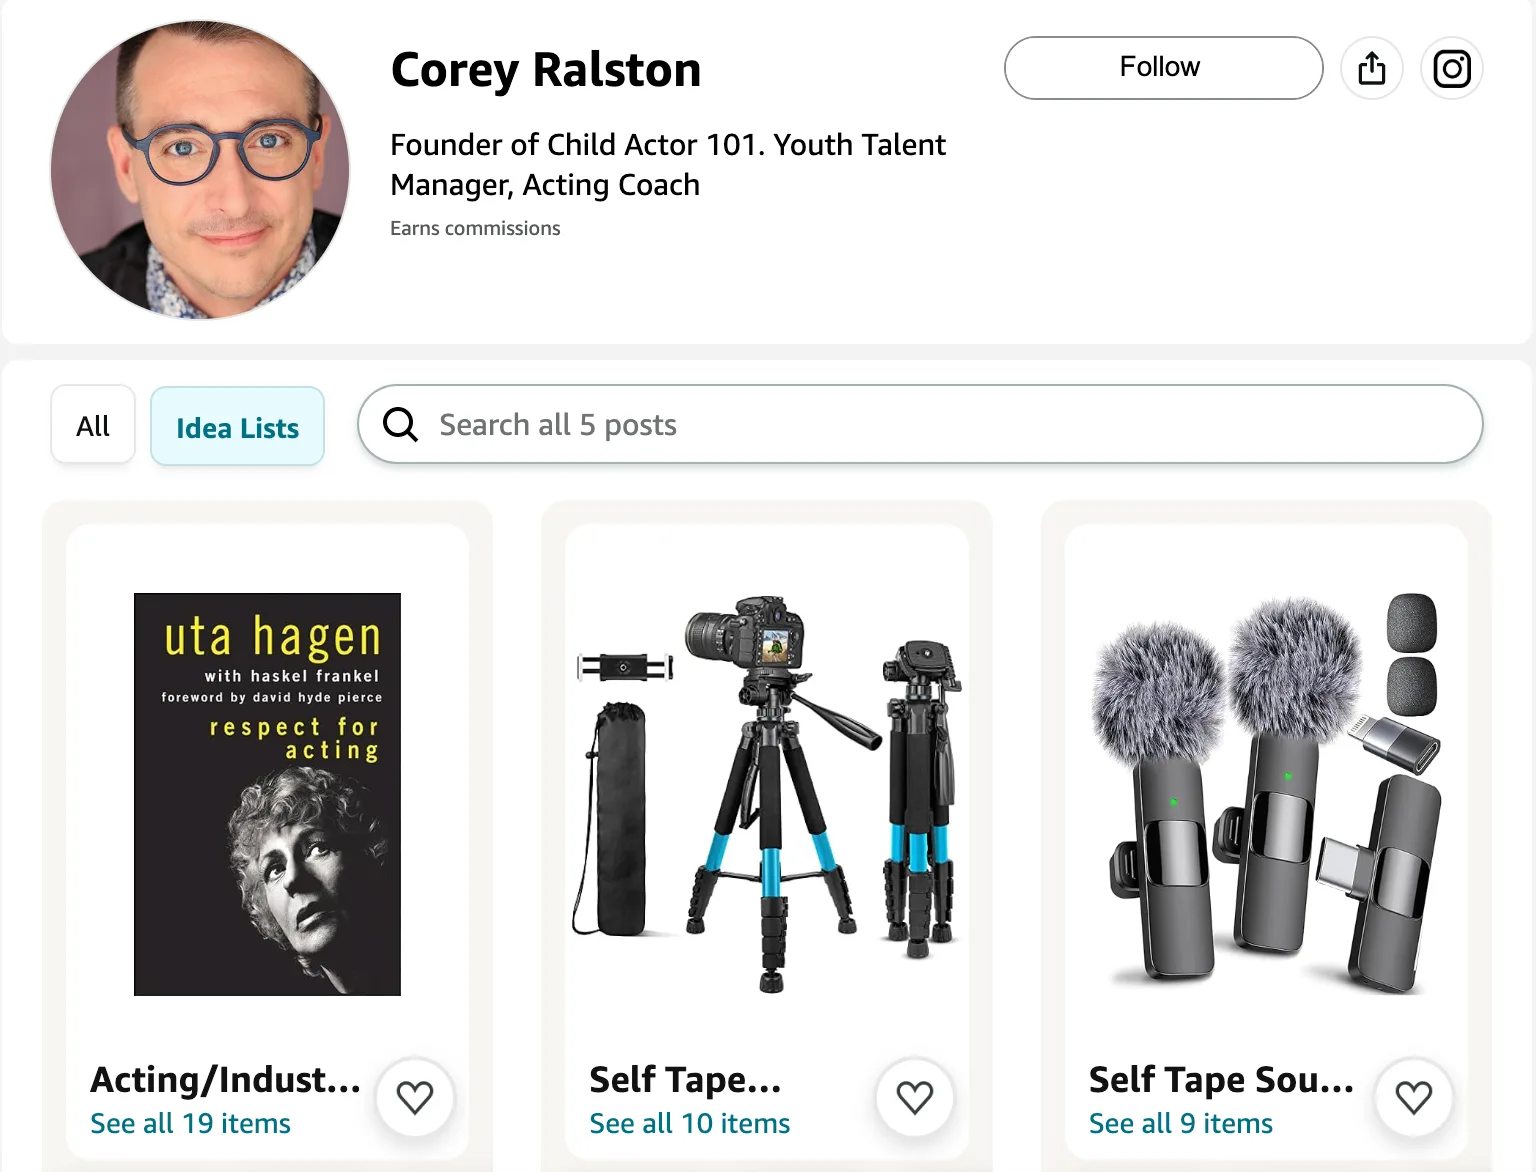 Corey Ralston
Follow
Founder of Child Actor 101. Youth Talent
Manager, Acting Coach
Earns commissions
All
Idea Lists
Search all 5 posts
uta hagen
with haskel frankel
foreword by david hyde pierce
respect for
acting
Acting/Indust...
See all 19 items
Self Tape...
See all 10 items
Self Tape Sou...
See all 9 items